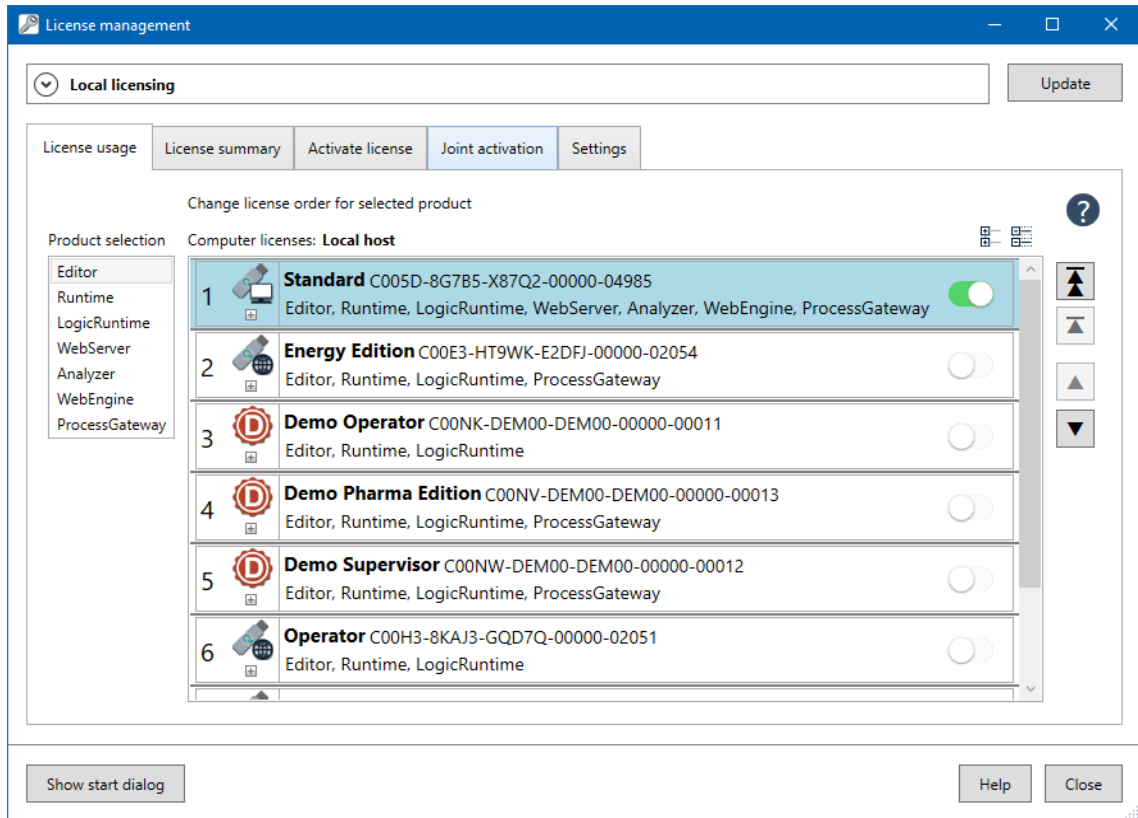 License management
Local licensing
Update
License usage
License summary
Activate license
Joint activation
Settings
Change license order for selected product
?
Product selection
Computer licenses: Local host
Editor
Runtime
LogicRuntime
WebServer
Analyzer
WebEngine
ProcessGateway
1
Standard C005D-8G7B5-X87Q2-00000-04985
Editor, Runtime, LogicRuntime, WebServer, Analyzer, WebEngine, ProcessGateway
2
Energy Edition C00E3-HT9WK-E2DFJ-00000-02054
Editor, Runtime, LogicRuntime, ProcessGateway
3
D
Demo Operator C00NK-DEM00-DEM00-00000-00011
Editor, Runtime, LogicRuntime
4
D
Demo Pharma Edition C00NV-DEM00-DEM00-00000-00013
Editor, Runtime, LogicRuntime, ProcessGateway
5
D
Demo Supervisor C00NW-DEM00-DEM00-00000-00012
Editor, Runtime, LogicRuntime, ProcessGateway
6
Operator C00H3-8KAJ3-GQD7Q-00000-02051
Editor, Runtime, LogicRuntime
Show start dialog
Help
Close